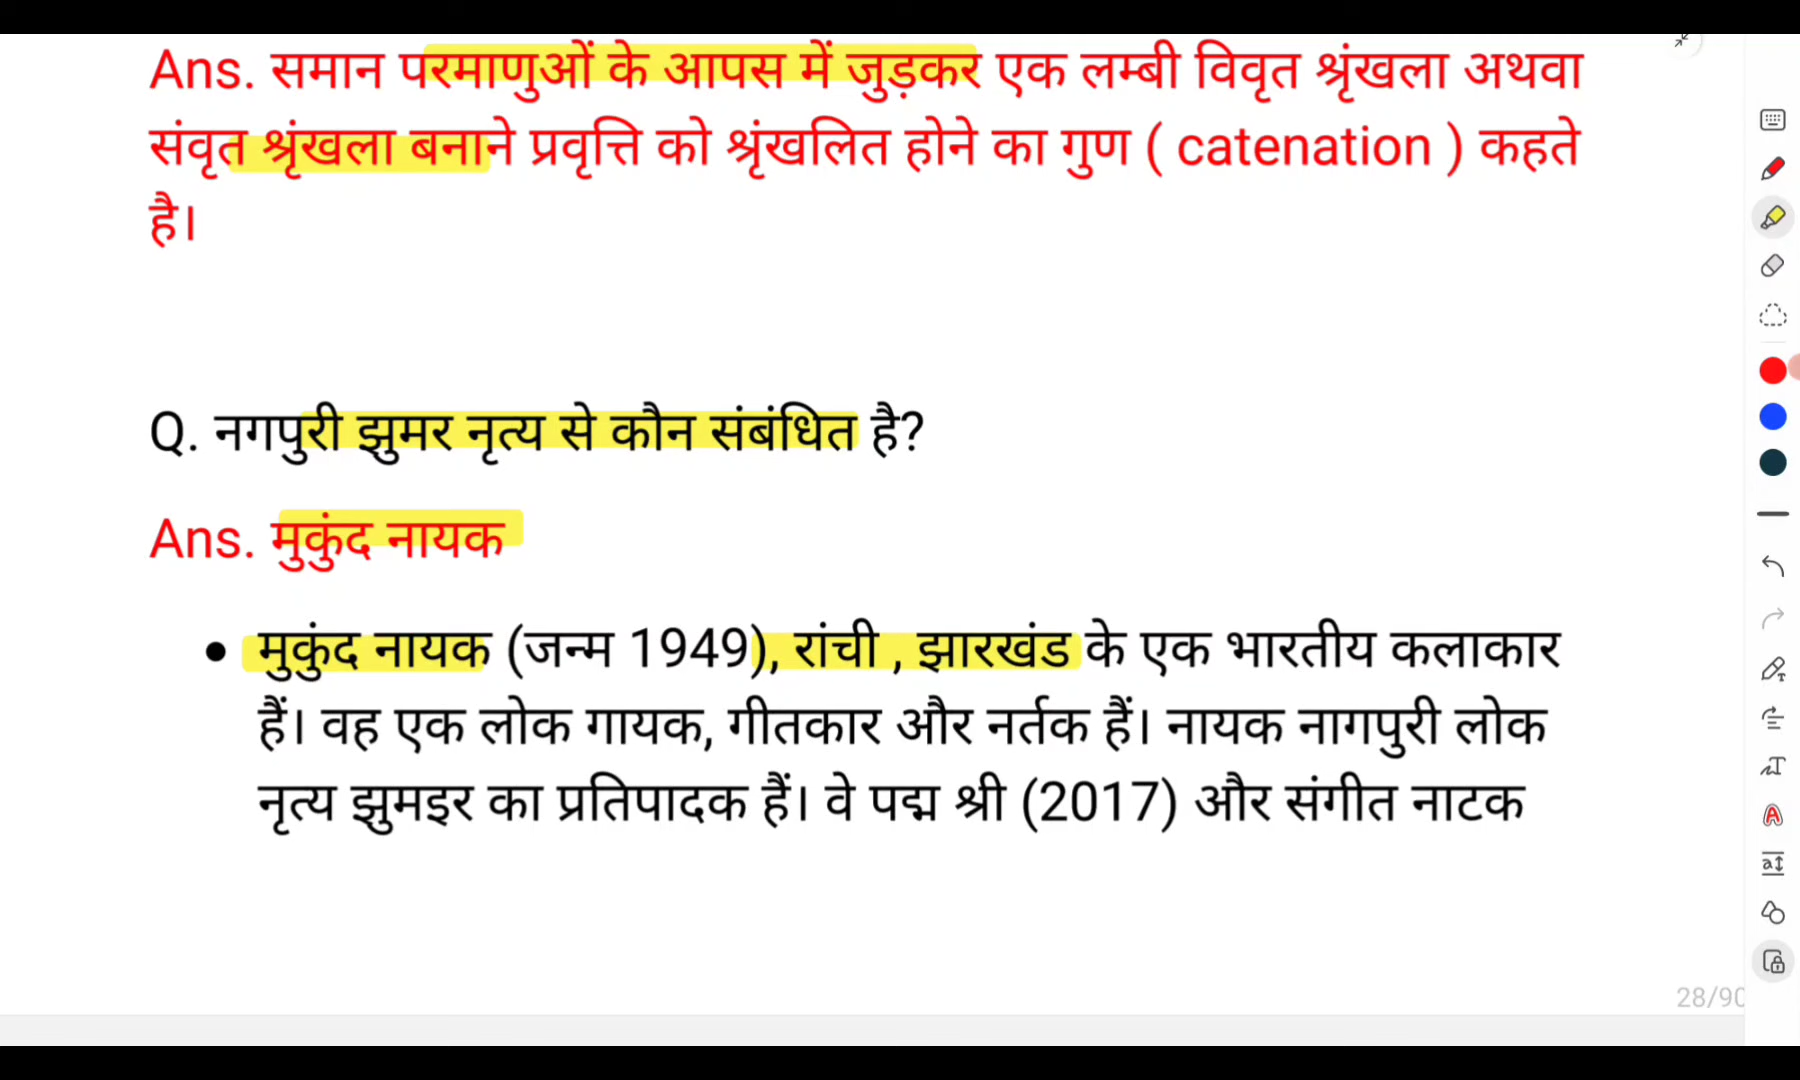 Ans. समान परमाणुओं के आपस में जुड़कर एक लम्बी विवृत श्रृंखला अथवा
संवृत श्रृंखला बनाने प्रवृत्ति को श्रृंखलित होने का गुण ( catenation ) कहते
है।
Q. नगपुरी झुमर नृत्य से कौन संबंधित है?
Ans. मुकुंद नायक
● मुकुंद नायक (जन्म 1949), रांची , झारखंड के एक भारतीय कलाकार
हैं। वह एक लोक गायक, गीतकार और नर्तक हैं। नायक नागपुरी लोक
नृत्य झुमइर का प्रतिपादक हैं। वे पद्म श्री (2017) और संगीत नाटक
28/90